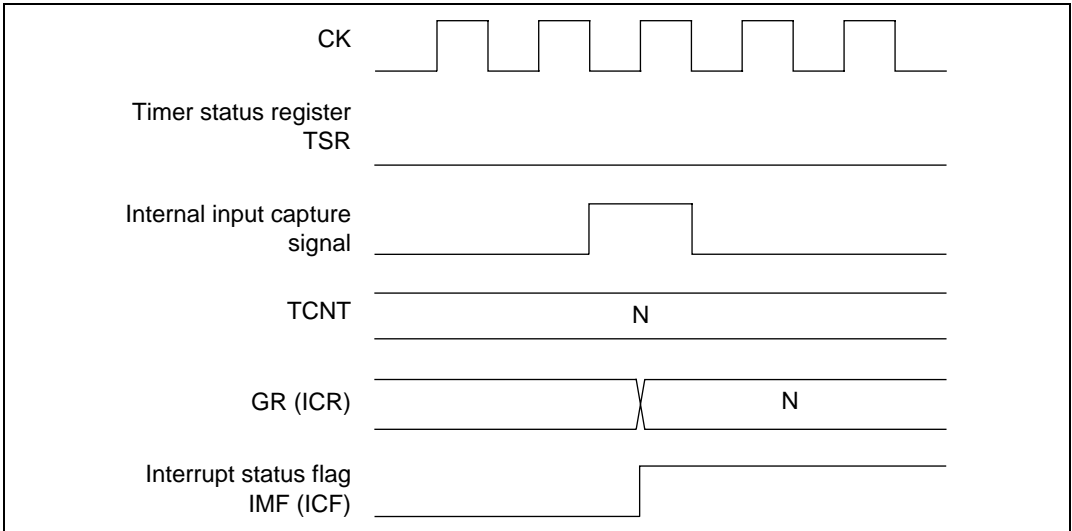 CK
Timer status register
TSR
Internal input capture
signal
TCNT
N
GR (ICR)
N
Interrupt status flag
IMF (ICF)